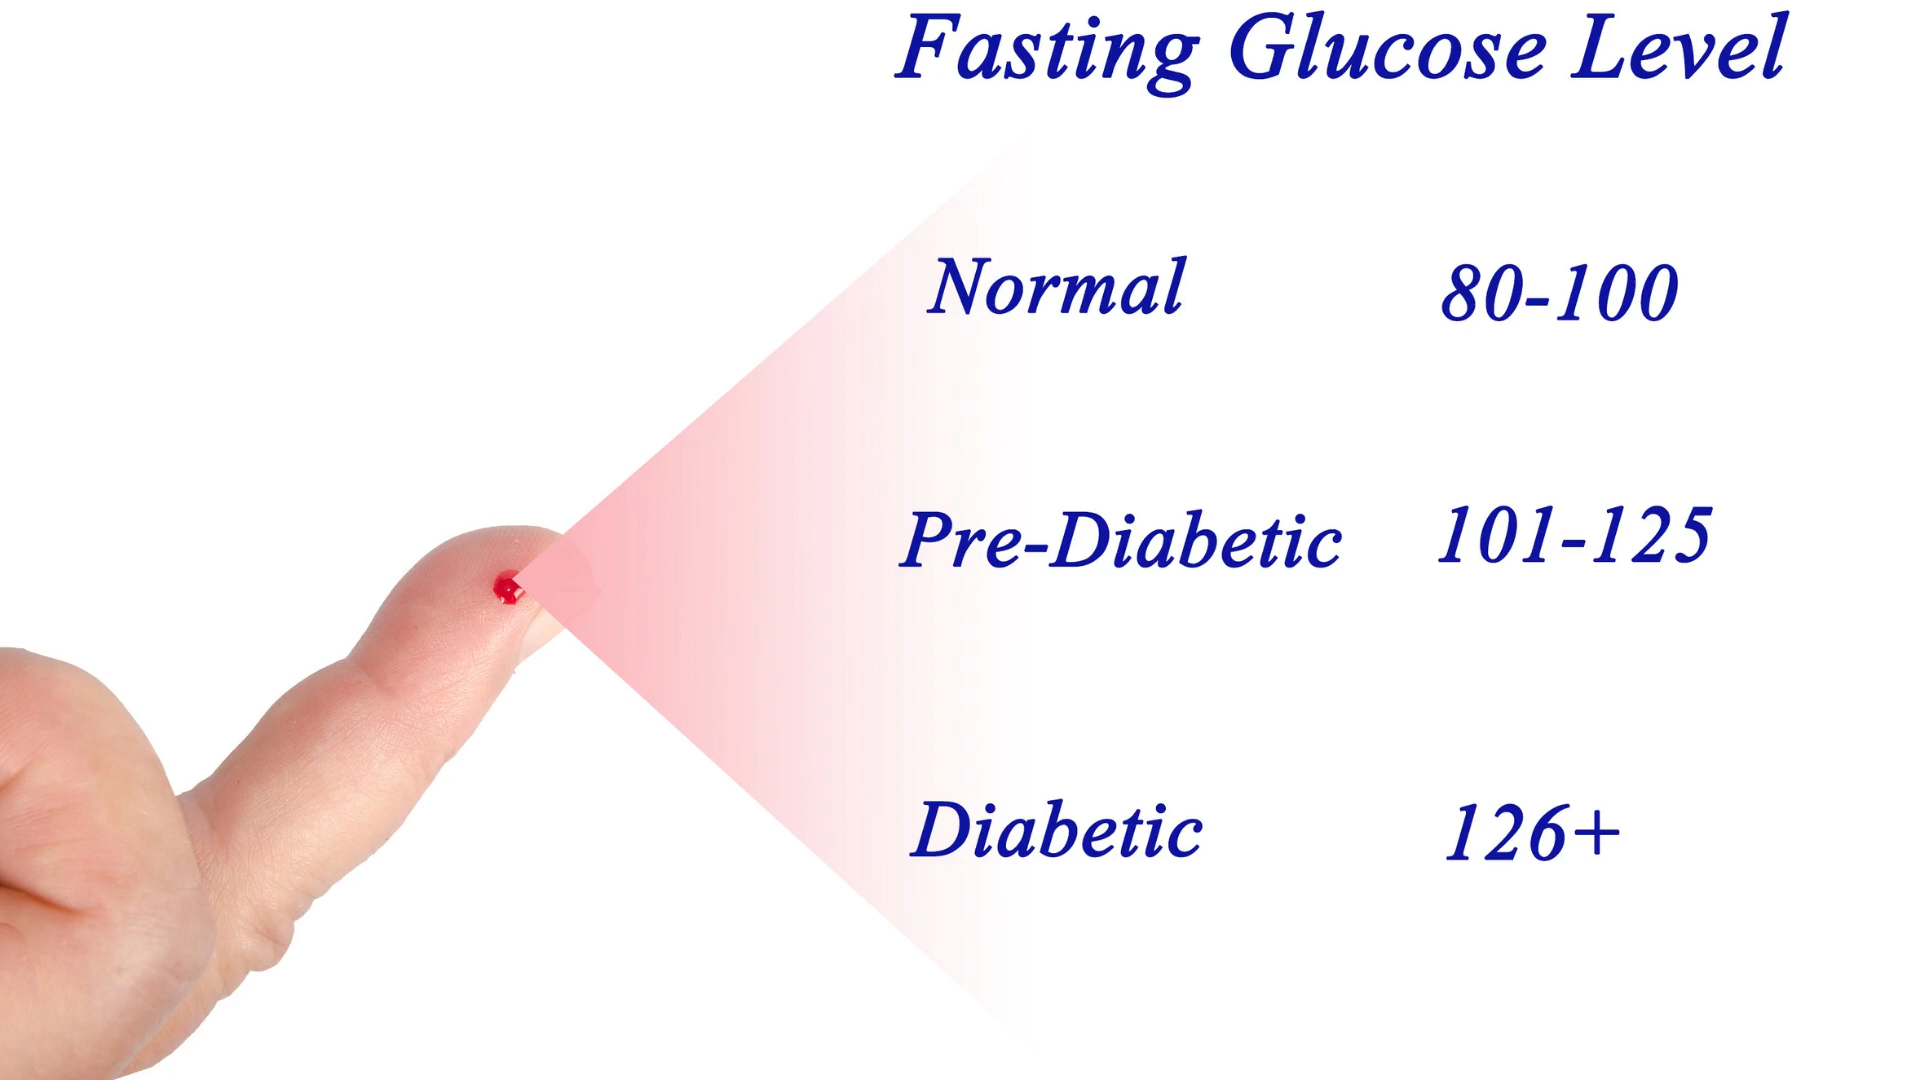 Fasting Glucose Level
Normal 80-100
Pre-Diabetic 101-125
Diabetic 126+